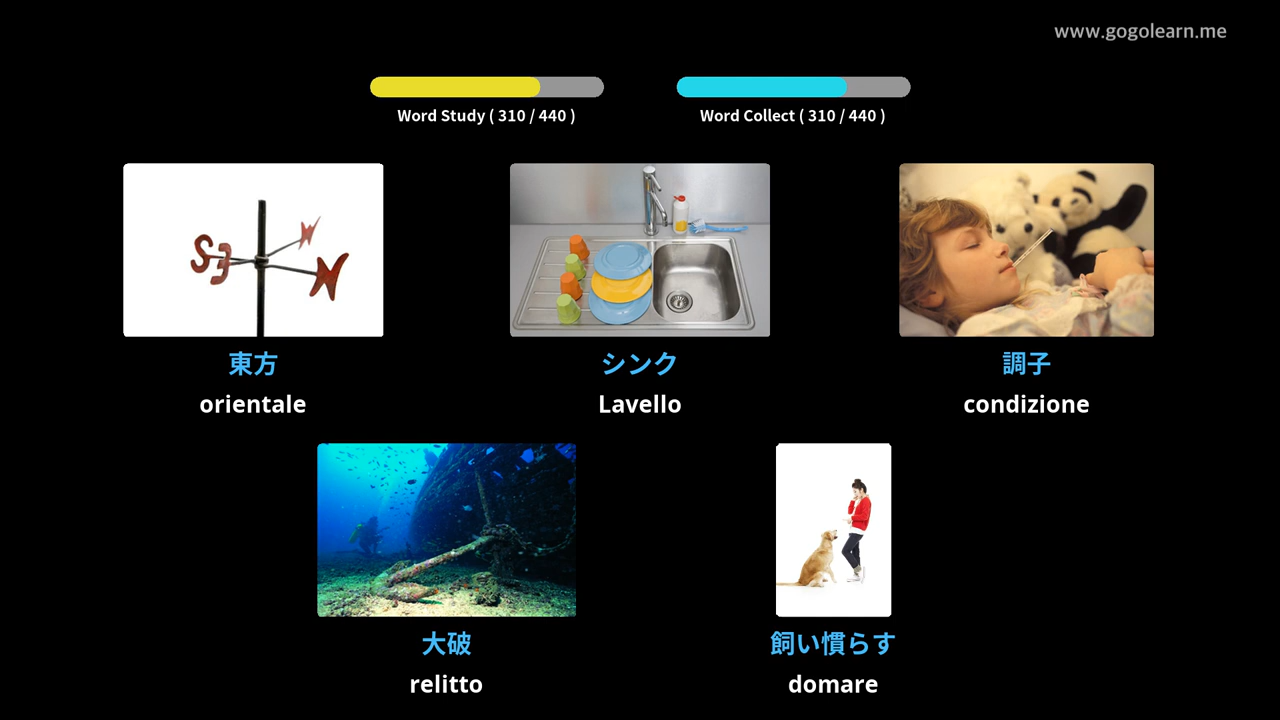 www.gogolearn.me
Word Study ( 310 / 440 )
Word Collect ( 310 / 440 )
S E N N
東方
orientale
シンク
Lavello
調子
condizione
大破
relitto
飼い慣らす
domare